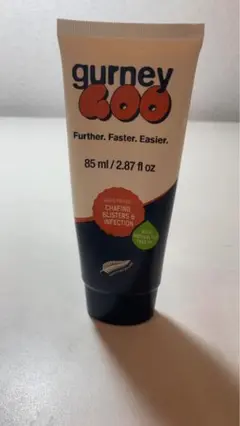 gurney
GOO
Further. Faster. Easier.
85 ml / 2.87 fl oz
CHAFING
BLISTERS &
INFECTION